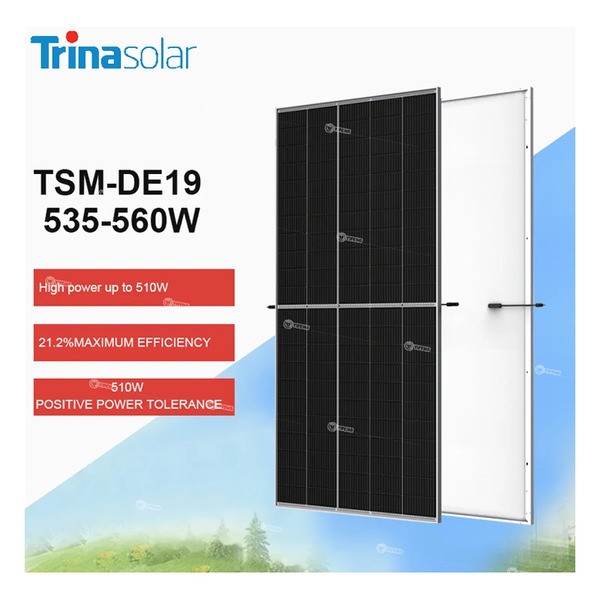 Trinasolar
TSM-DE19
535-560W
High power up to 510W
21.2%MAXIMUM EFFICIENCY
510W
POSITIVE POWER TOLERANCE